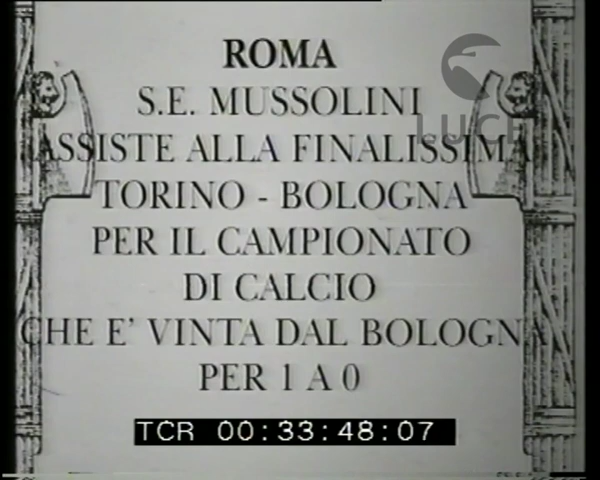 ROMA
S.E. MUSSOLINI
ASSISTE ALLA FINALISSIMA
TORINO - BOLOGNA
PER IL CAMPIONATO
DI CALCIO
CHE E' VINTA DAL BOLOGNA
PER 1 A 0
LUCE
TCR 00:33:48:07